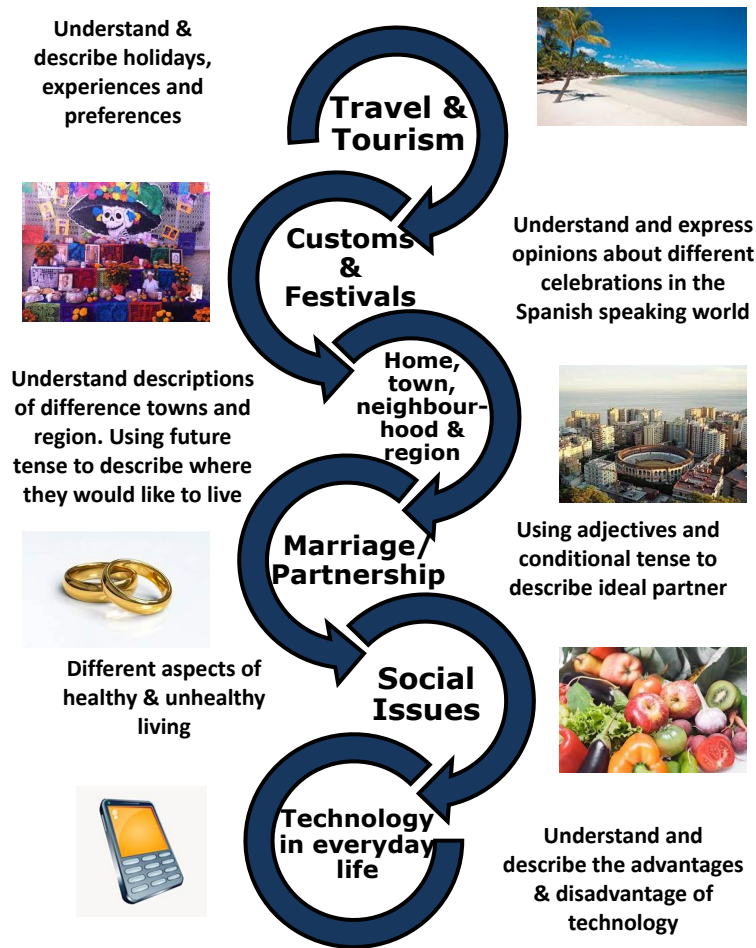 Understand &
describe holidays,
experiences and
preferences
Travel &
Tourism
Customs
&
Festivals
Understand and express
opinions about different
celebrations in the
Spanish speaking world
Understand descriptions
of difference towns and
region. Using future
tense to describe where
they would like to live
Home,
town,
neighbour-
hood &
region
Marriage/
Partnership
Using adjectives and
conditional tense to
describe ideal partner
Different aspects of
healthy & unhealthy
living
Social
Issues
Technology
in everyday
life
Understand and
describe the advantages
& disadvantage of
technology